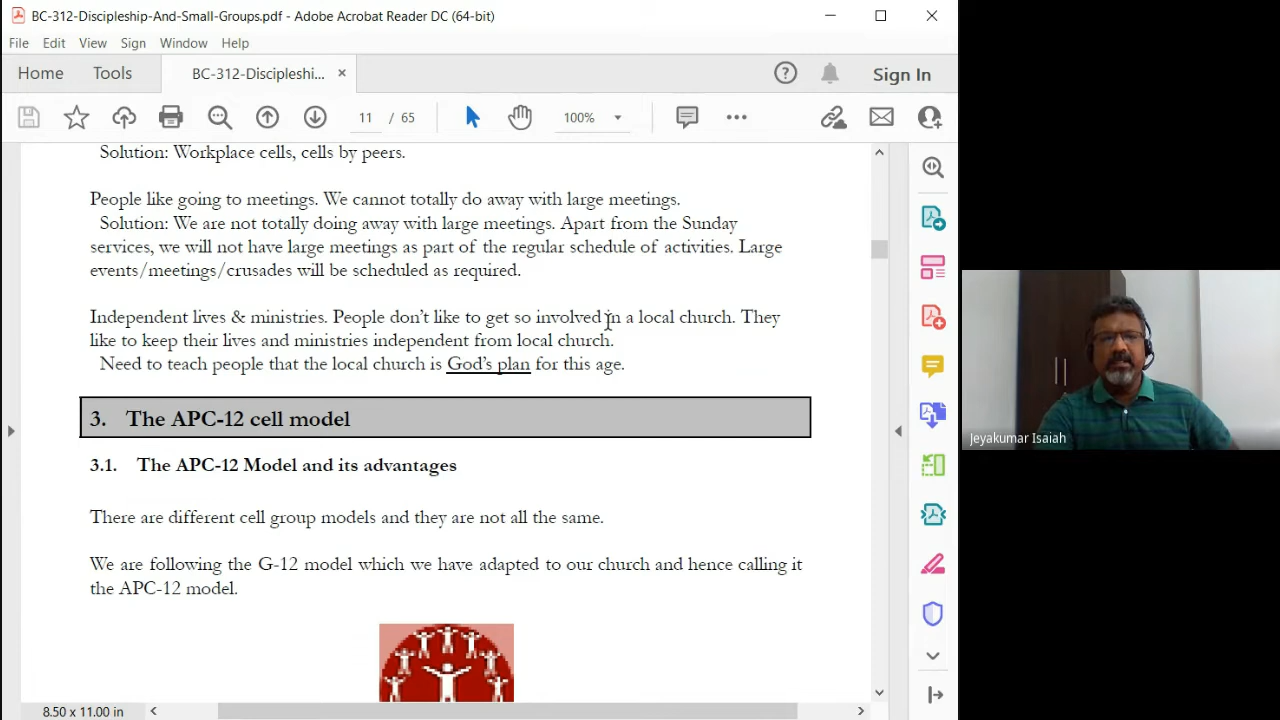 BC-312-Discipleship-And-Small-Groups.pdf - Adobe Acrobat Reader DC (64-bit)
File Edit View Sign Window Help
Home Tools BC-312-Discipleshi... × Sign In
11 / 65 100%
Solution: Workplace cells, cells by peers.
People like going to meetings. We cannot totally do away with large meetings.
Solution: We are not totally doing away with large meetings. Apart from the Sunday
services, we will not have large meetings as part of the regular schedule of activities. Large
events/meetings/crusades will be scheduled as required.
Independent lives & ministries. People don't like to get so involved in a local church. They
like to keep their lives and ministries independent from local church.
Need to teach people that the local church is God's plan for this age.
3. The APC-12 cell model
3.1. The APC-12 Model and its advantages
There are different cell group models and they are not all the same.
We are following the G-12 model which we have adapted to our church and hence calling it
the APC-12 model.
8.50 x 11.00 in
Jeyakumar Isaiah